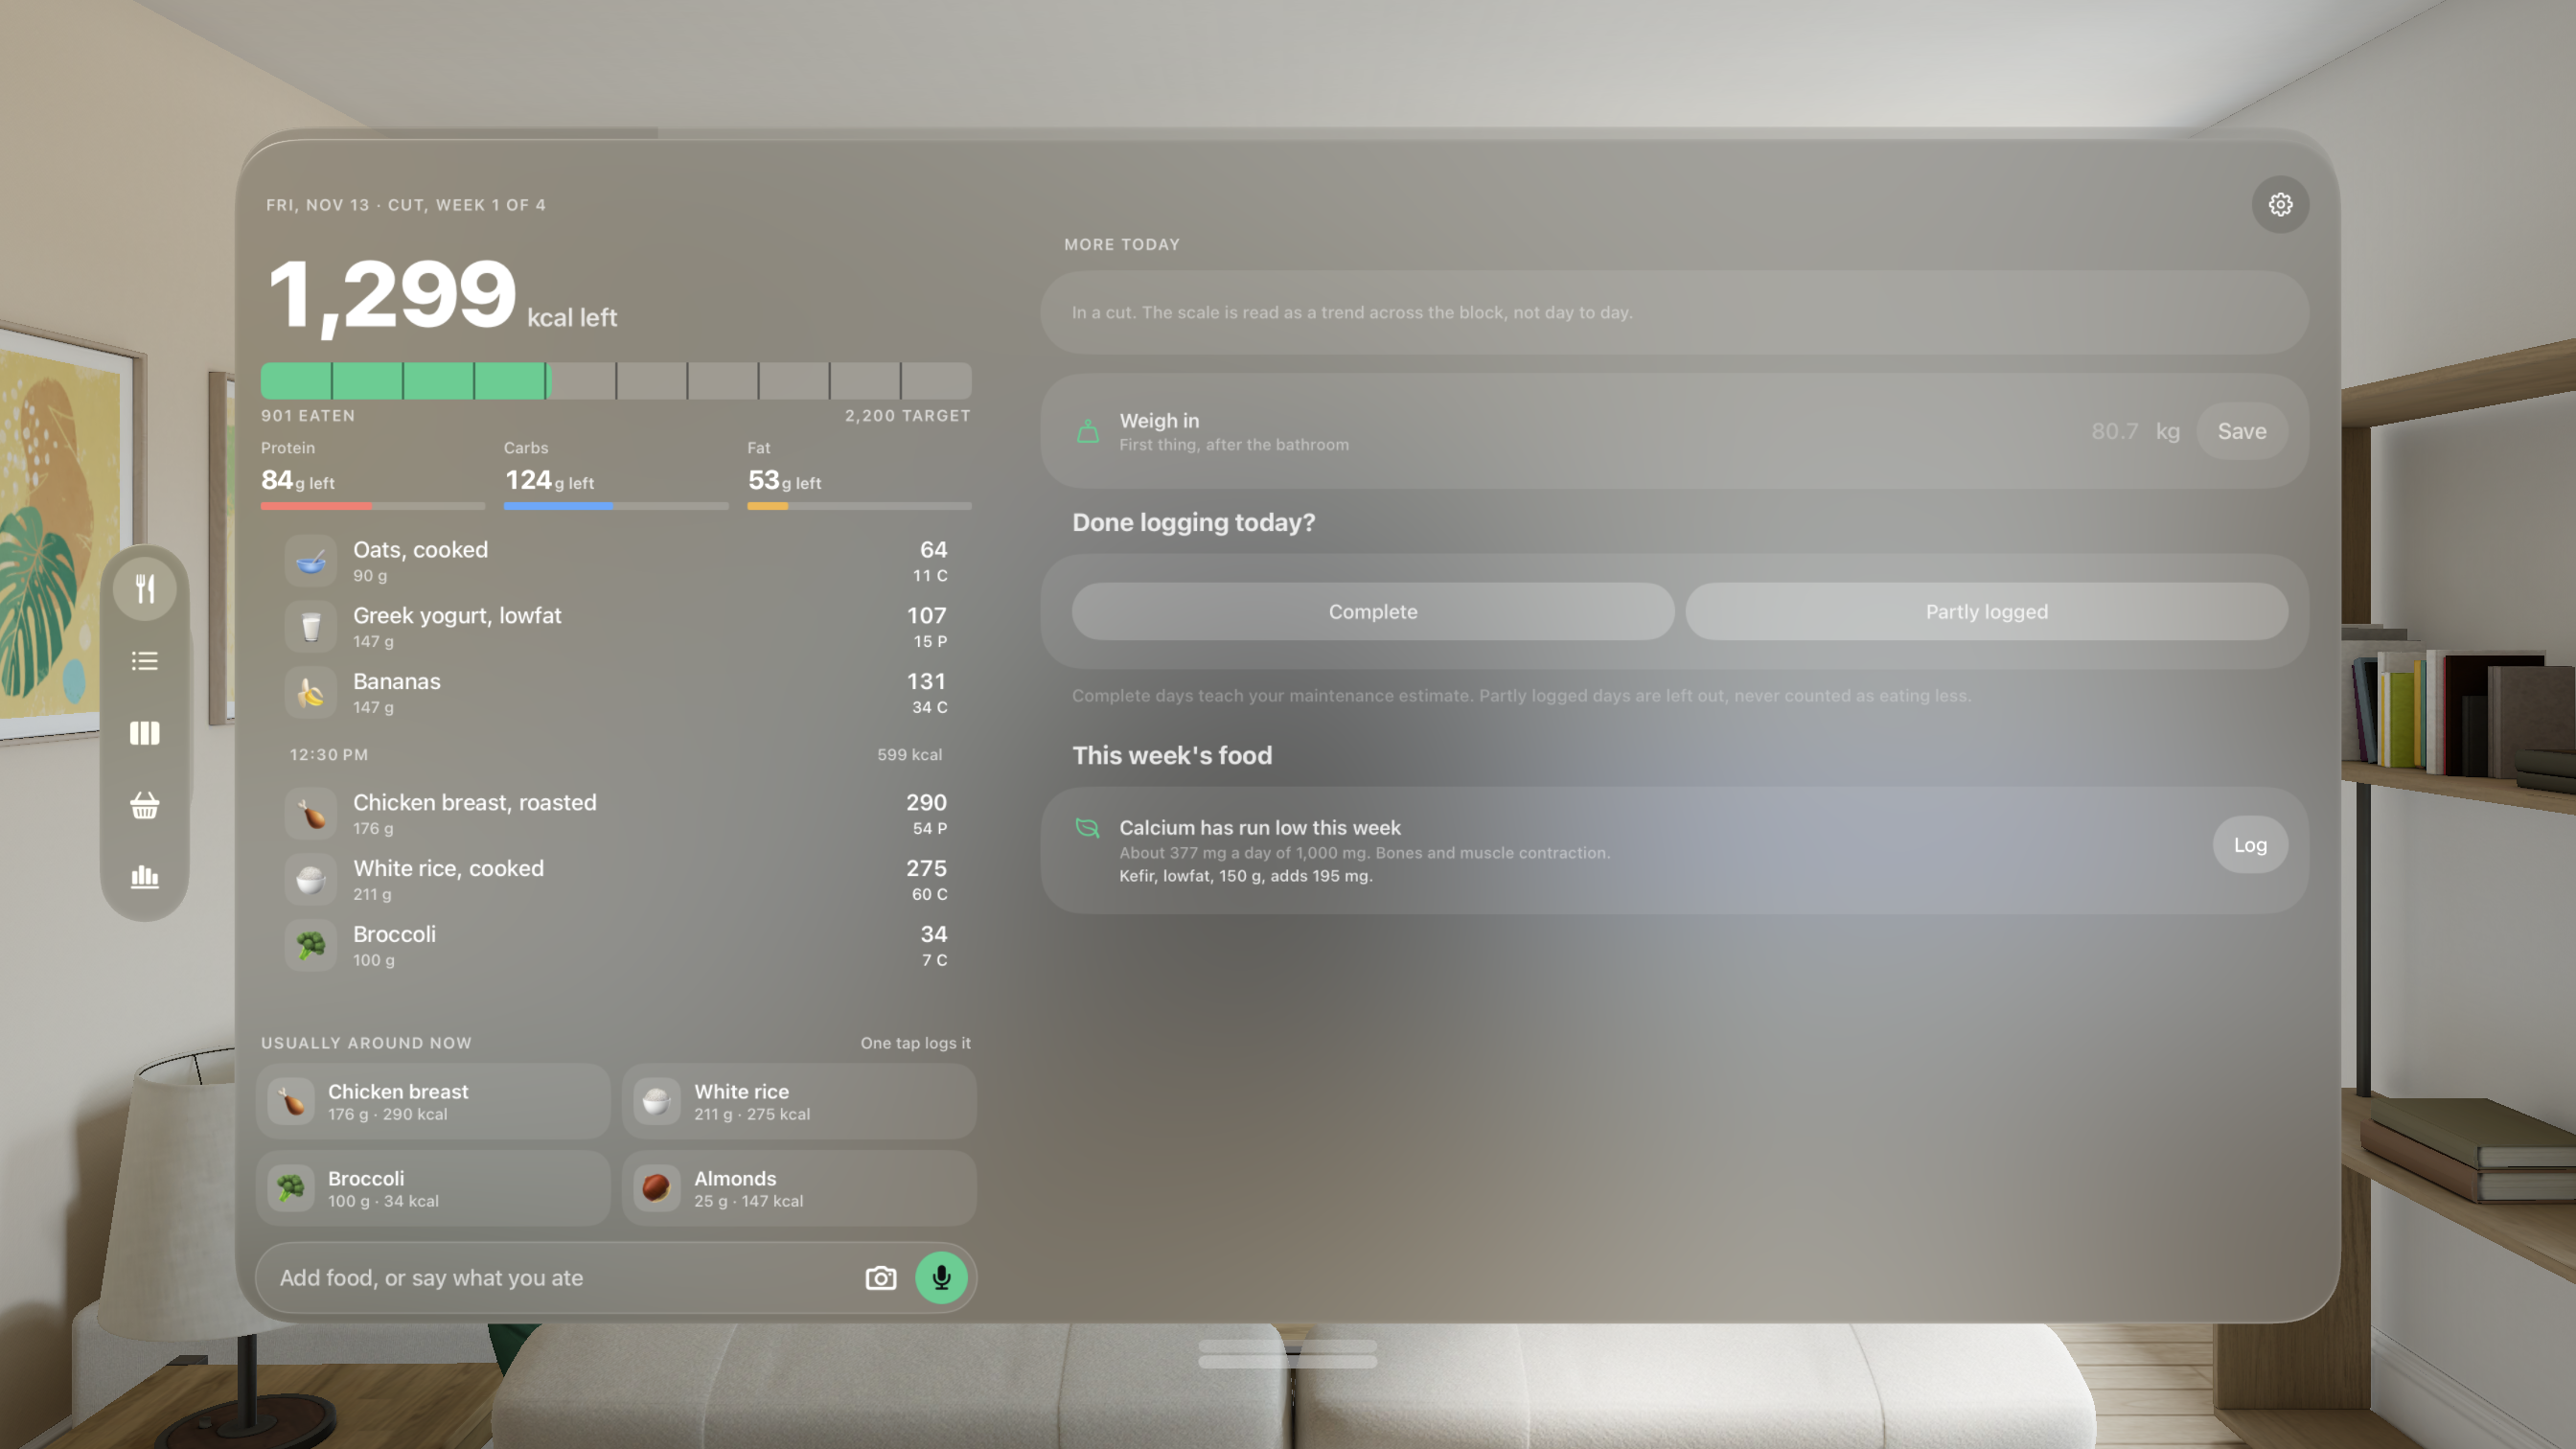 FRI, NOV 13 · CUT, WEEK 1 OF 4
1,299 kcal left
901 EATEN
2,200 TARGET
Protein
84g left
Carbs
124g left
Fat
53g left
Oats, cooked
64
90 g
11 C
Greek yogurt, lowfat
107
147 g
15 P
Bananas
131
147 g
34 C
12:30 PM
599 kcal
Chicken breast, roasted
290
176 g
54 P
White rice, cooked
275
211 g
60 C
Broccoli
34
100 g
7 C
USUALLY AROUND NOW
One tap logs it
Chicken breast
176 g · 290 kcal
White rice
211 g · 275 kcal
Broccoli
100 g · 34 kcal
Almonds
25 g · 147 kcal
Add food, or say what you ate
MORE TODAY
In a cut. The scale is read as a trend across the block, not day to day.
Weigh in
First thing, after the bathroom
80.7 kg
Save
Done logging today?
Complete
Partly logged
Complete days teach your maintenance estimate. Partly logged days are left out, never counted as eating less.
This week's food
Calcium has run low this week
About 377 mg a day of 1,000 mg. Bones and muscle contraction.
Kefir, lowfat, 150 g, adds 195 mg.
Log